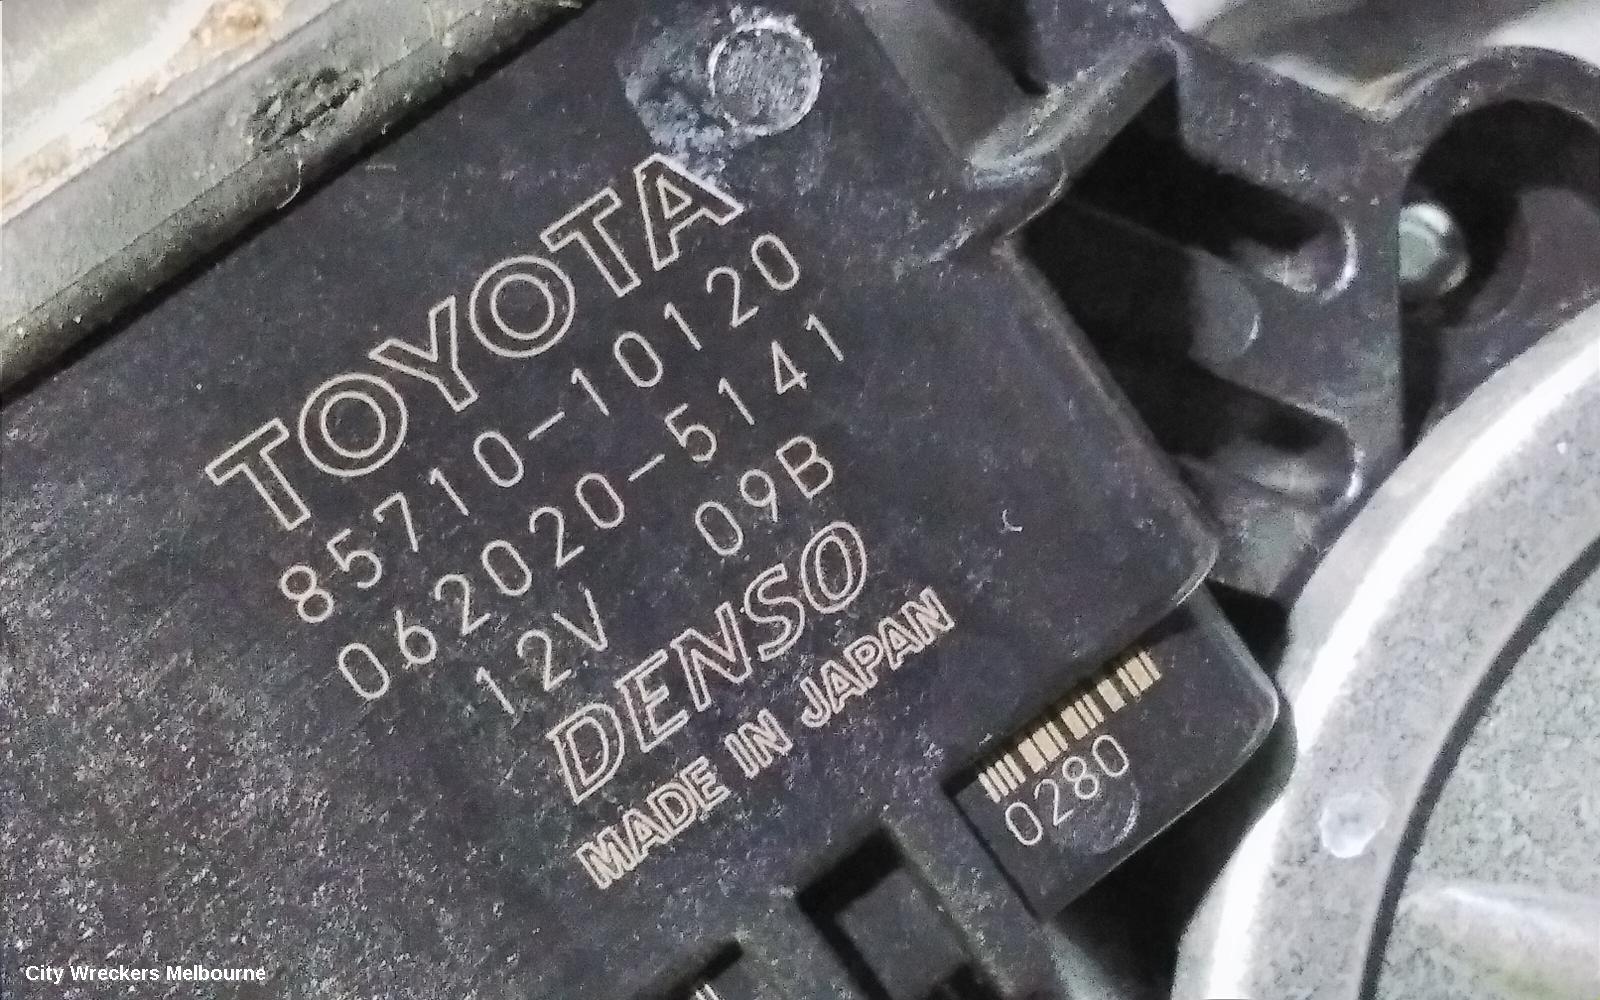 TOYOTA
85710-10120
062020-5141
12V 09B
DENSO
MADE IN JAPAN
0280
City Wreckers Melbourne